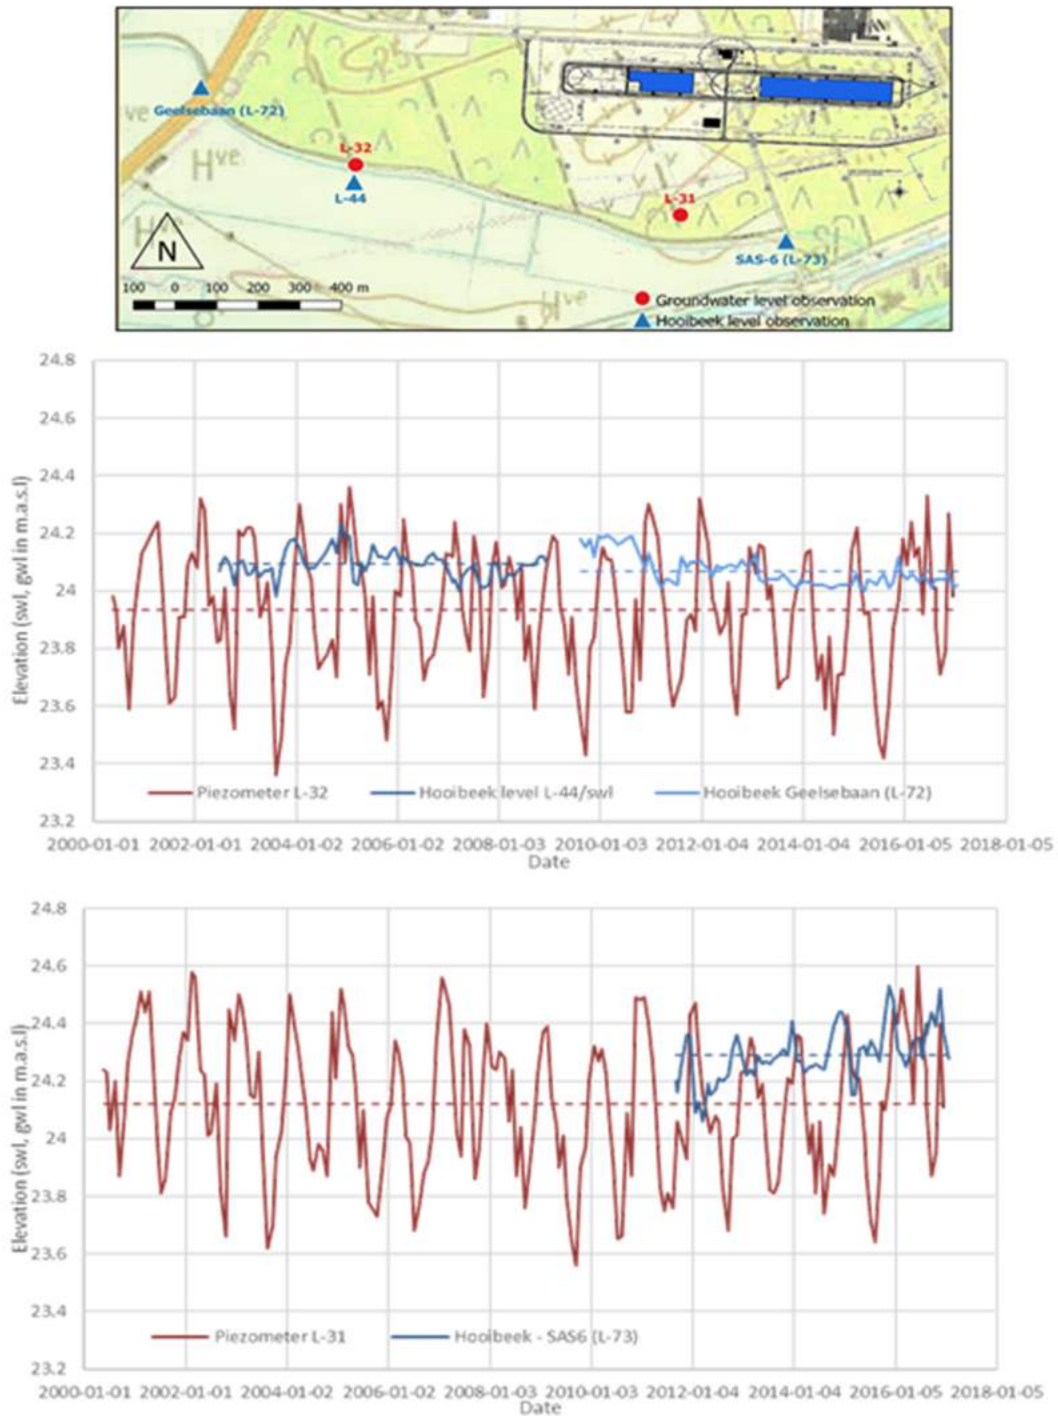 Geelsebaan (L-72)
ve
Hve
L-32
L-44
L-31
SAS-6 (L-73)
N
Hve
100 0 100 200 300 400 m
Groundwater level observation
Hooibeek level observation
24.8
24.6
24.4
24.2
24
23.8
23.6
23.4
23.2
Elevation (swl, gwl in m.a.s.l)
Piezometer L-32 Hooibeek level L-44/swl Hooibeek Geelsebaan (L-72)
2000-01-01 2002-01-01 2004-01-02 2006-01-02 2008-01-03 2010-01-03 2012-01-04 2014-01-04 2016-01-05 2018-01-05
Date
24.8
24.6
24.4
24.2
24
23.8
23.6
23.4
23.2
Elevation (swl, gwl in m.a.s.l)
Piezometer L-31 Hooibeek - SAS6 (L-73)
2000-01-01 2002-01-01 2004-01-02 2006-01-02 2008-01-03 2010-01-03 2012-01-04 2014-01-04 2016-01-05 2018-01-05
Date